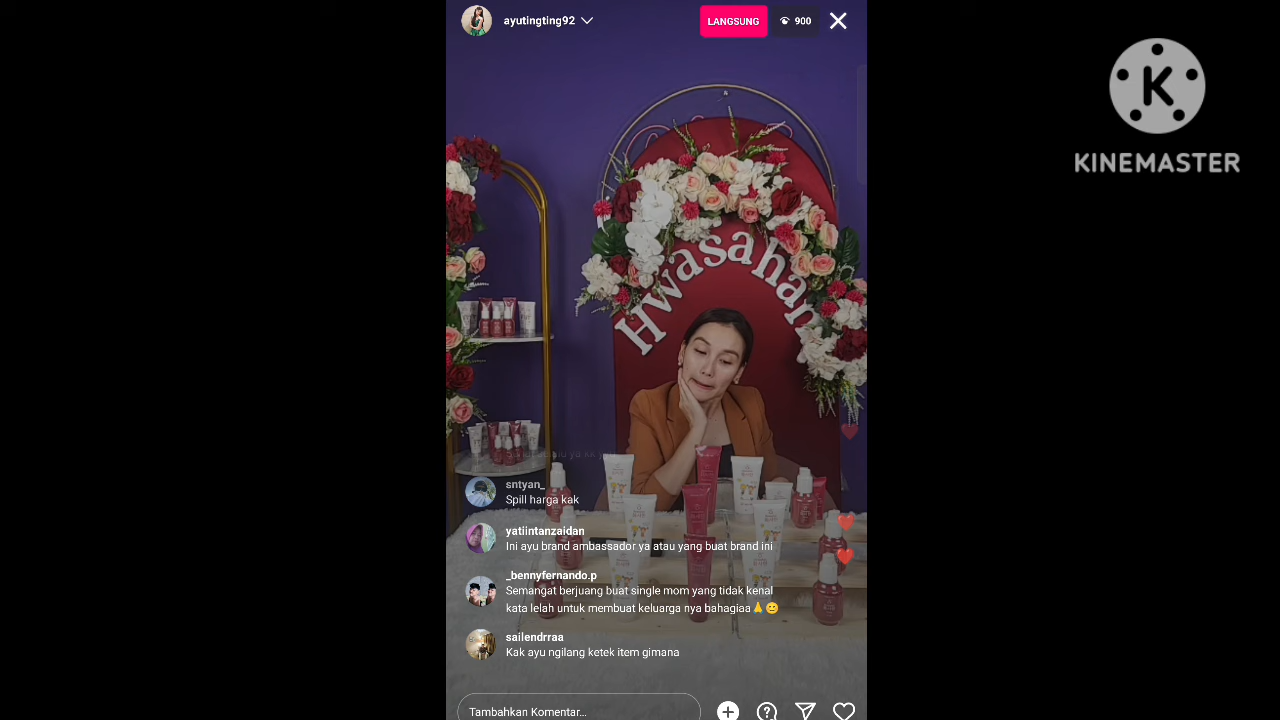 ayutingting92
LANGSUNG
900
KINEMASTER
Hwasahan
sntyan_
Spill harga kak
yatiintanzaidan
Ini ayu brand ambassador ya atau yang buat brand ini
_bennyfernando.p
Semangat berjuang buat single mom yang tidak kenal
kata lelah untuk membuat keluarga nya bahagiaa🙏😊
sailendrraa
Kak ayu ngilang ketek item gimana
Tambahkan Komentar...